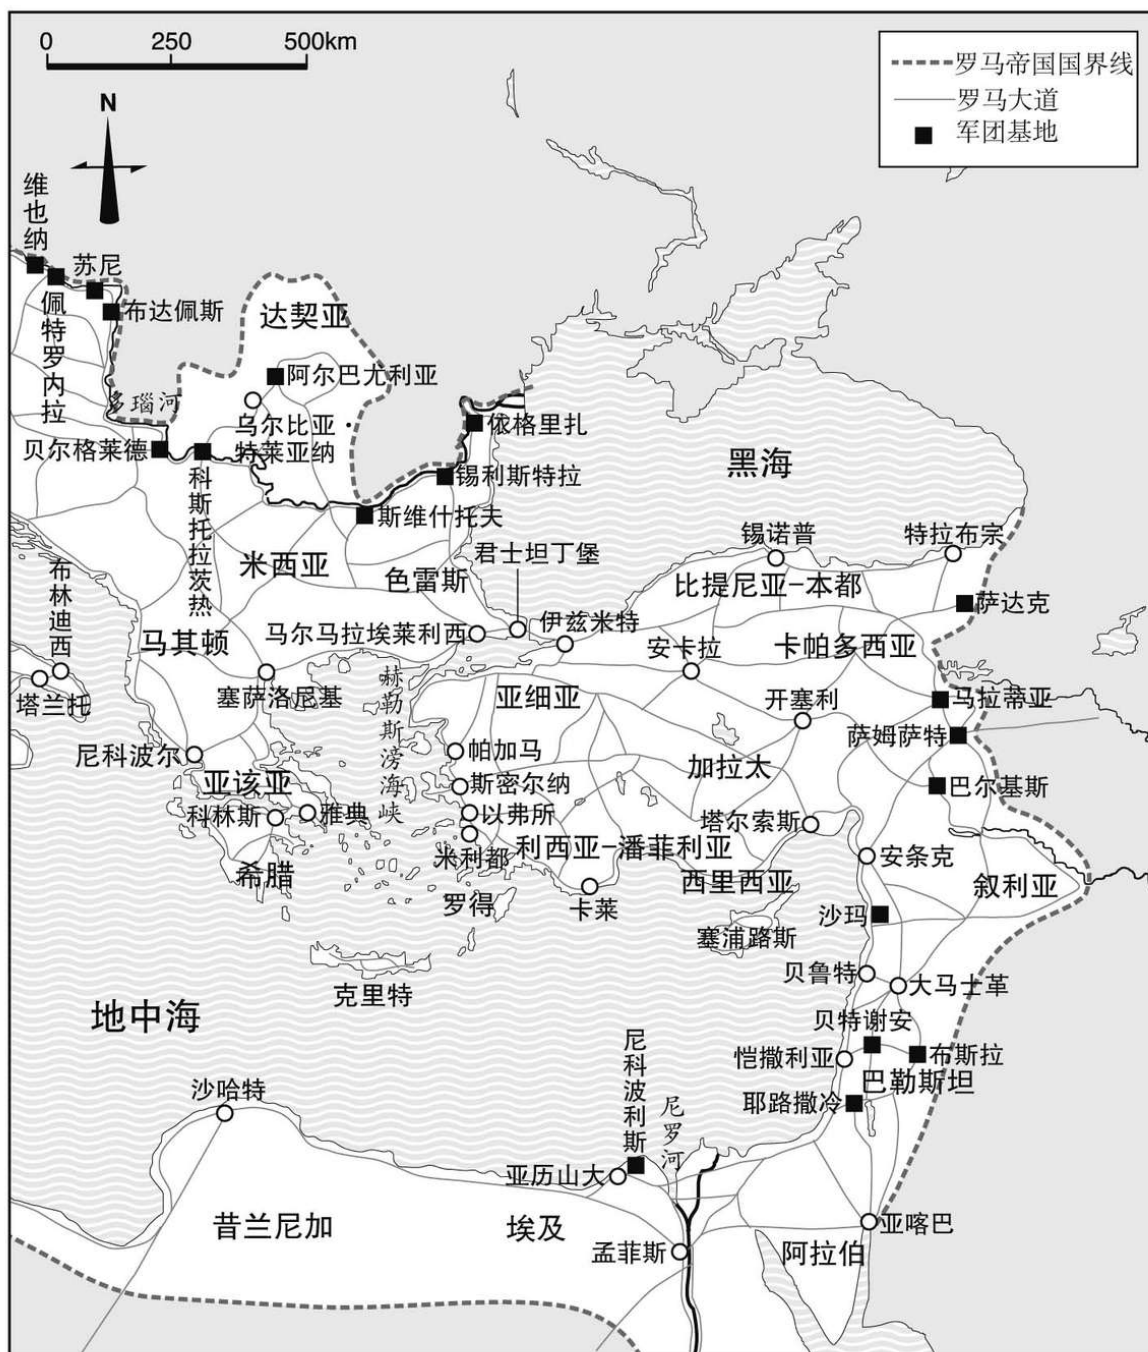 0 250 500km
N
罗马帝国国界线
罗马大道
军团基地
维也纳
苏尼
布达佩斯
佩特罗内拉
达契亚
阿尔巴尤利亚
多瑙河
乌尔比亚·
特莱亚纳
依格里扎
贝尔格莱德
科斯托拉茨热
锡利斯特拉
斯维什托夫
黑海
君士坦丁堡
锡诺普
特拉布宗
布林迪西
米西亚
色雷斯
比提尼亚-本都
萨达克
马其顿
马尔马拉埃莱利西
伊兹米特
安卡拉
卡帕多西亚
塔兰托
塞萨洛尼基
赫勒斯滂海峡
亚细亚
开塞利
马拉蒂亚
萨姆萨特
尼科波尔
帕加马
加拉太
亚该亚
斯密尔纳
巴尔基斯
科林斯
雅典
以弗所
塔尔索斯
米利都
利西亚-潘菲利亚
安条克
希腊
西里西亚
叙利亚
罗得
卡莱
沙玛
塞浦路斯
克里特
贝鲁特
大马士革
地中海
贝特谢安
尼科波利斯
恺撒利亚
布斯拉
巴勒斯坦
沙哈特
尼罗河
耶路撒冷
亚历山大
昔兰尼加
埃及
亚喀巴
孟菲斯
阿拉伯